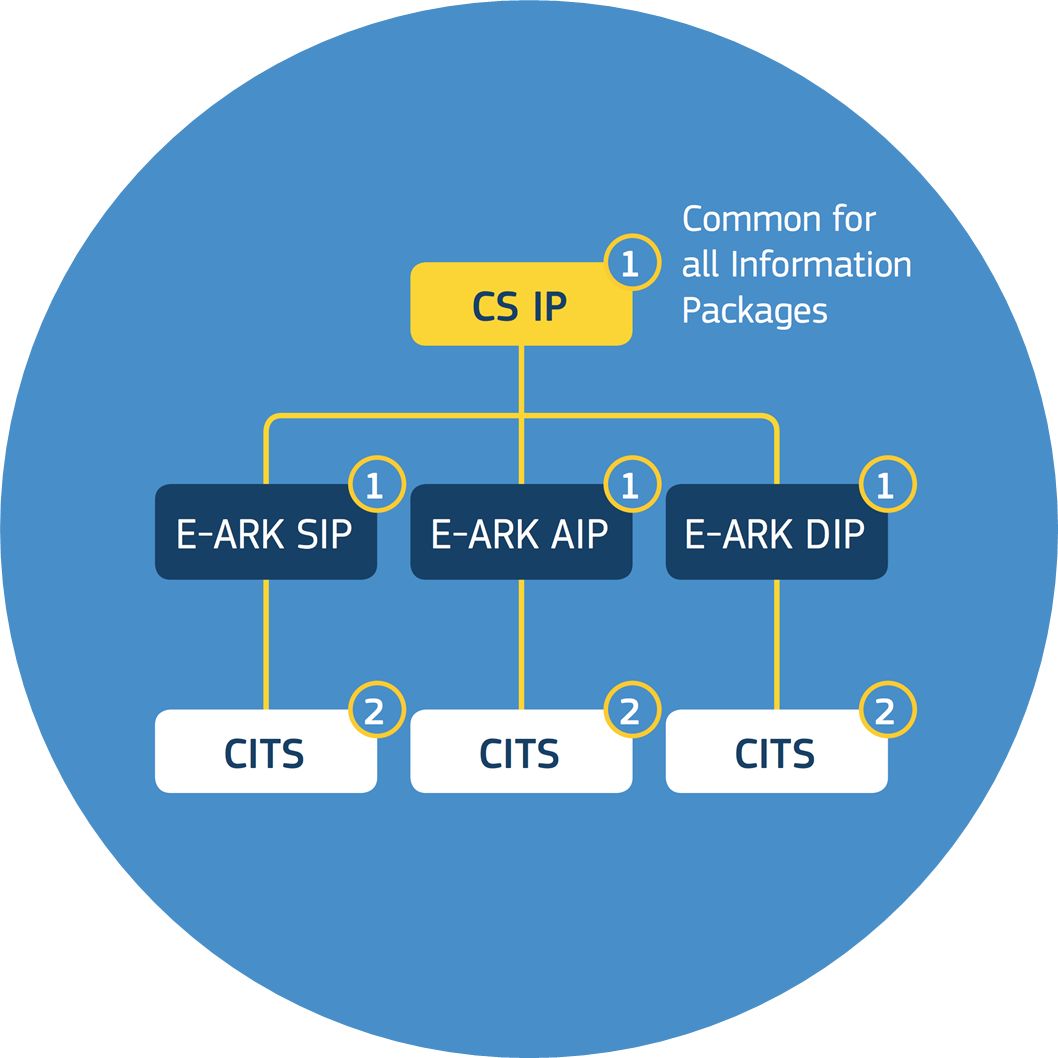 1
Common for
all Information
Packages
CS IP
1
1
1
E-ARK SIP
E-ARK AIP
E-ARK DIP
2
2
2
CITS
CITS
CITS